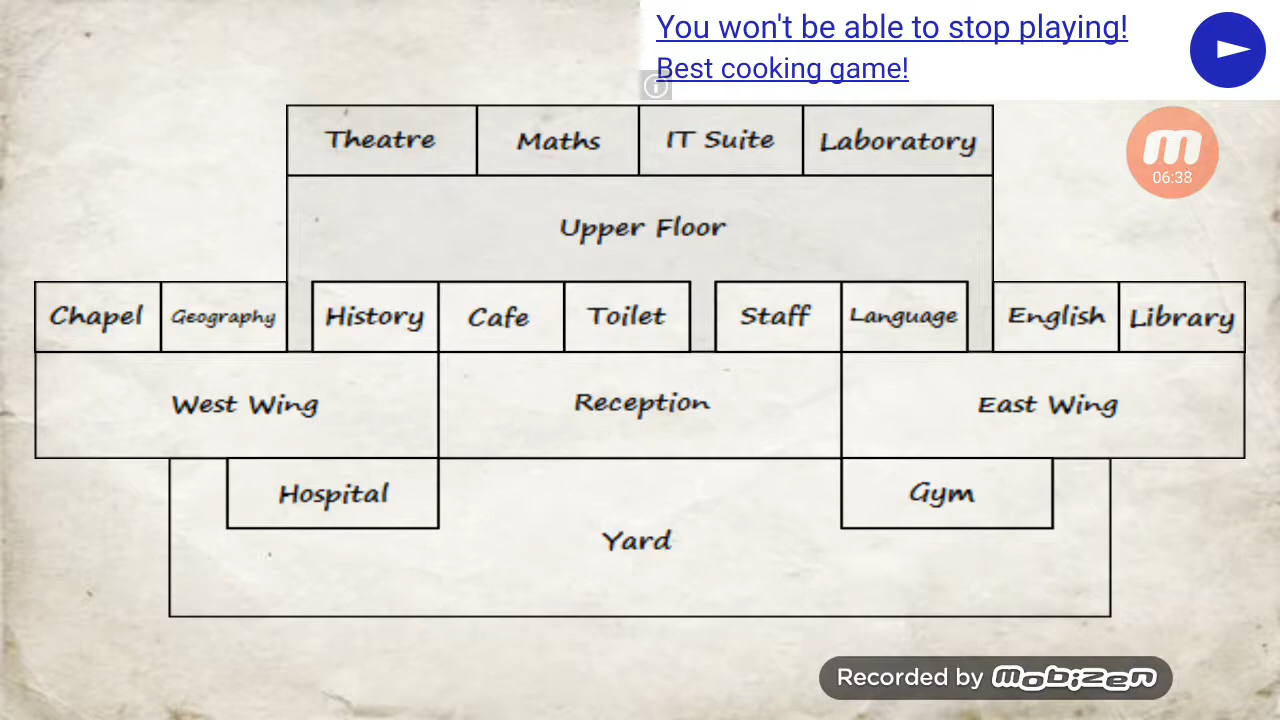 You won't be able to stop playing!
Best cooking game!
Theatre Maths IT Suite Laboratory
06:38
Upper Floor
Chapel Geography History Cafe Toilet Staff Language English Library
West Wing Reception East Wing
Hospital Gym
Yard
Recorded by mobizen